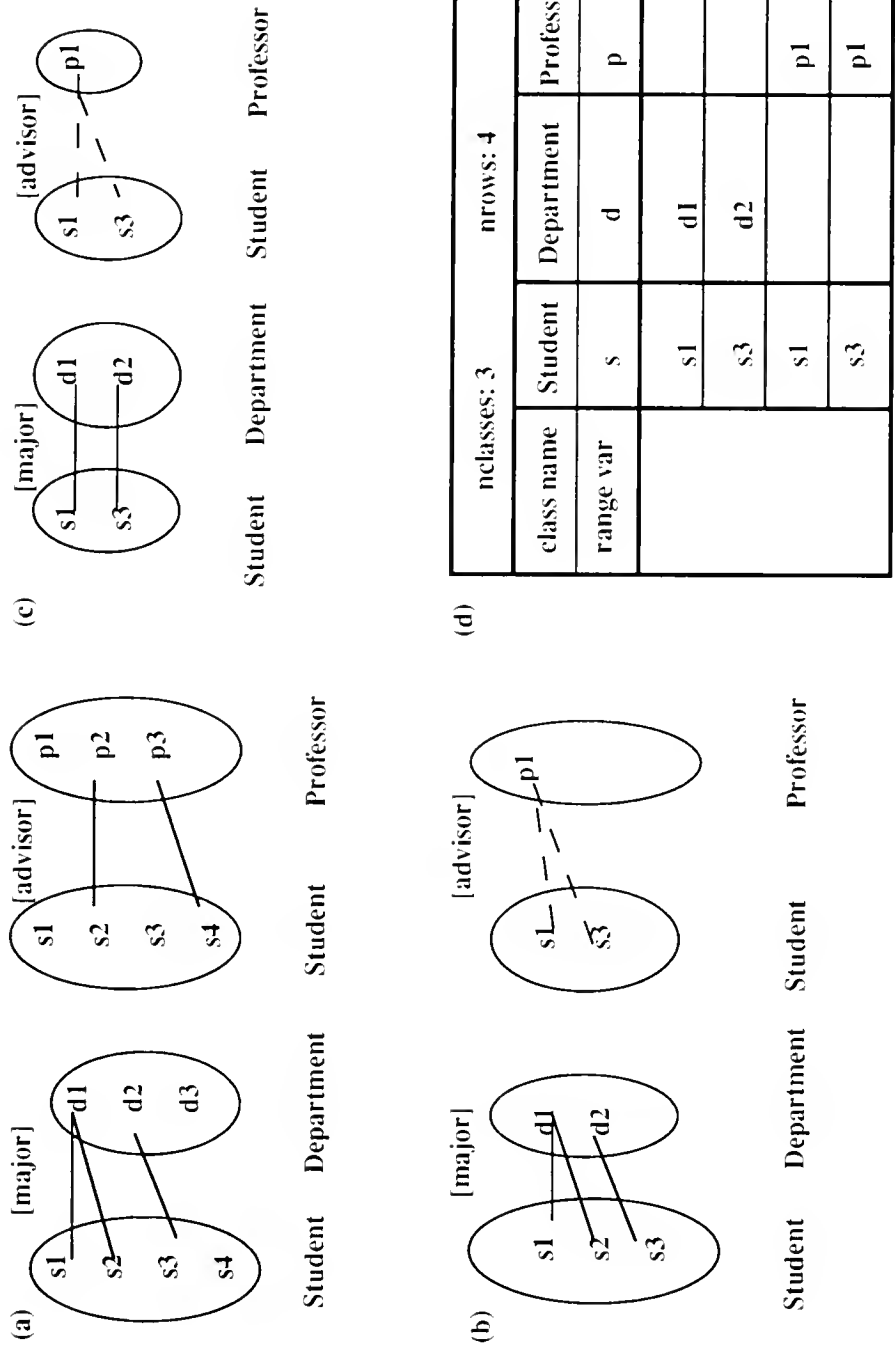 (a)
[major]
s1
s2
s3
s4
d1
d2
d3
Student Department
[advisor]
s1
s2
s3
s4
p1
p2
p3
Student Professor
(b)
[major]
s1
s2
s3
d1
d2
Student Department
[advisor]
s1
s3
p1
Student Professor
(c)
[major]
s1
s3
d1
d2
Student Department
[advisor]
s1
s3
p1
Student Professor
(d)
nclasses: 3 nrows: 4
class name Student Department Profess
range var s d p
s1 d1
s3 d2
s1 p1
s3 p1